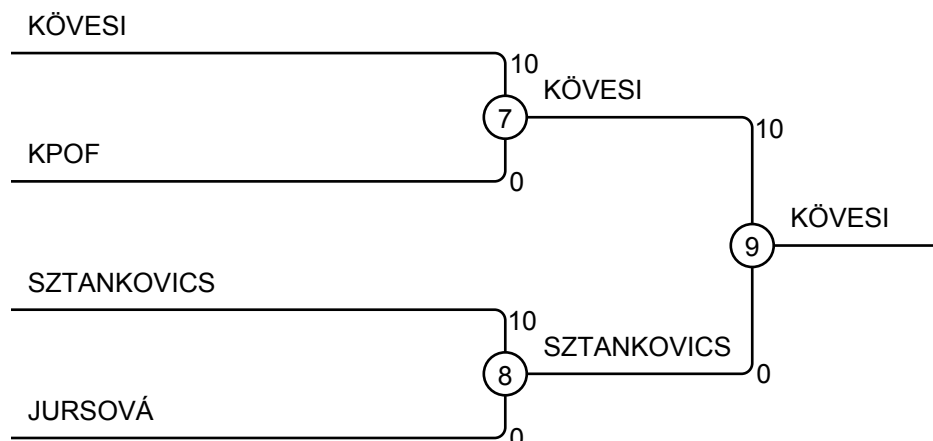 KÖVESI
10
7
KÖVESI
KPOF
0
10
9
KÖVESI
SZTANKOVICS
10
8
SZTANKOVICS
0
JURSOVÁ
0